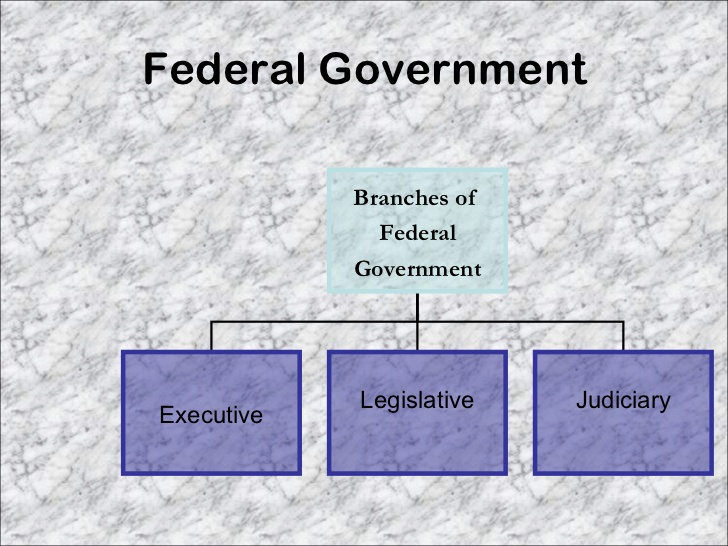 Federal Government
Branches of
Federal
Government
Executive
Legislative
Judiciary